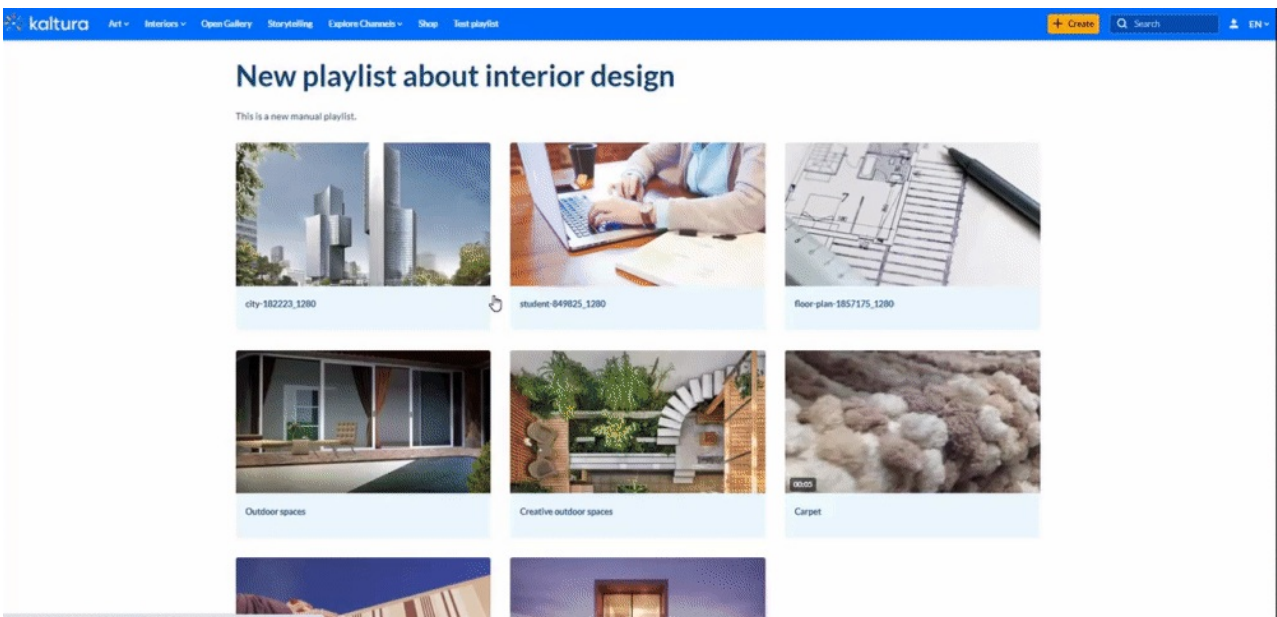 kaltura Art Interiors Open Gallery Storytelling Explore Channels Shop Test playlist + Create Search EN
New playlist about interior design
This is a new manual playlist.
city-182223_1280 student-849825_1280 floor-plan-1857175_1280
00:05
Outdoor spaces Creative outdoor spaces Carpet